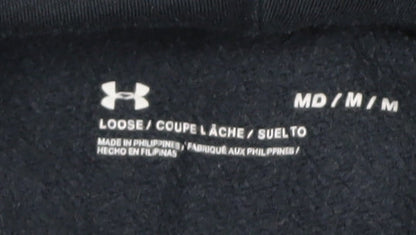 MD / M / M
LOOSE / COUPE LÂCHE / SUELTO
MADE IN PHILIPPINES / FABRIQUÉ AUX PHILIPPINES /
HECHO EN FILIPINAS